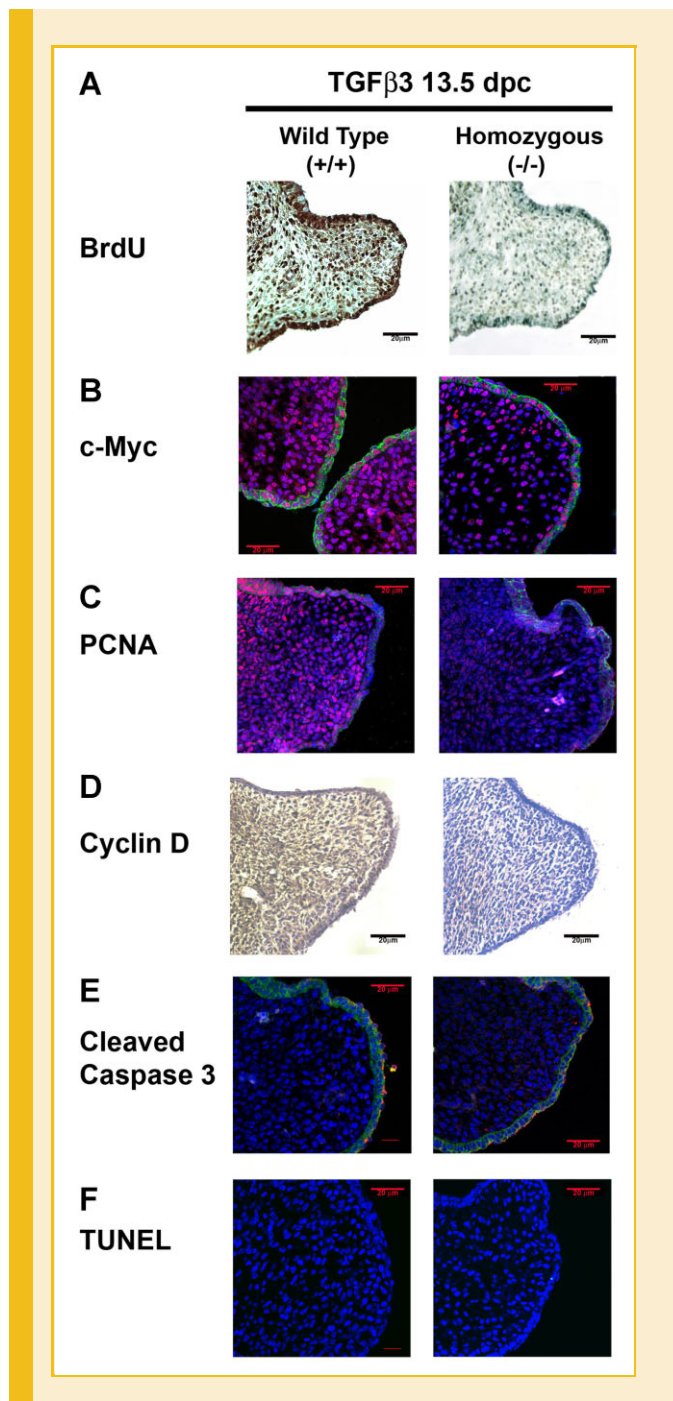 A
TGFβ3 13.5 dpc
Wild Type
(+/+)
Homozygous
(-/-)
BrdU
20μm
20μm
B
c-Myc
20 μm
20 μm
C
PCNA
20 μm
20 μm
D
Cyclin D
20μm
20μm
E
Cleaved
Caspase 3
20 μm
20 μm
F
TUNEL
20 μm
20 μm